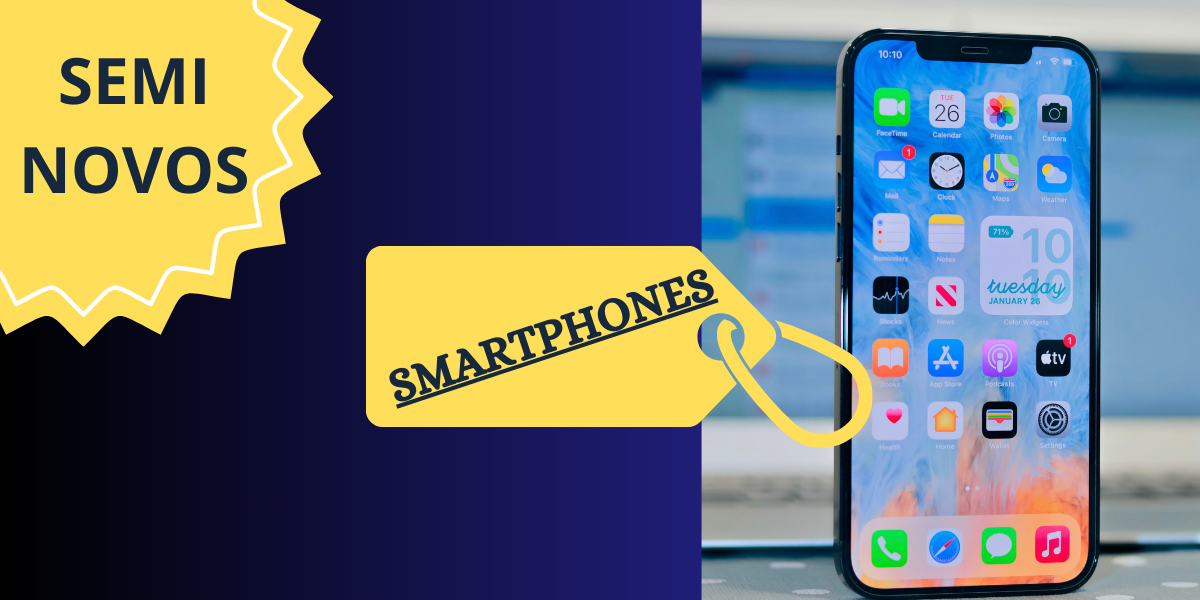 SEMI
NOVOS
SMARTPHONES
10:10
FaceTime
TUE
26
Calendar
Photos
Camera
1
Mail
Clock
Maps
Weather
Reminders
Notes
71%
10
10
tuesday
JANUARY 26
Color Widgets
Stocks
News
Books
App Store
Podcasts
1
tv
TV
Health
Home
Wallet
Settings